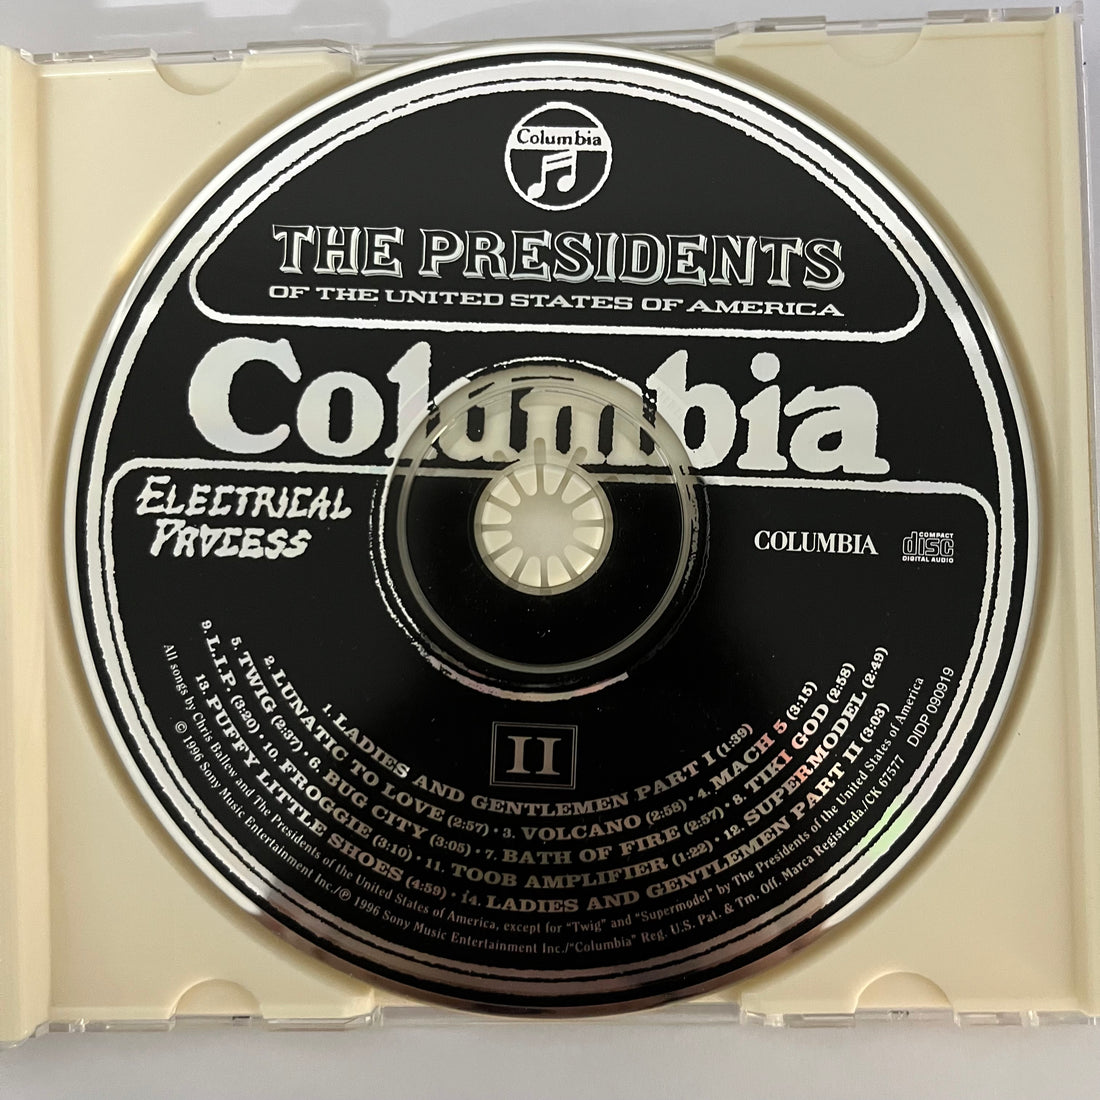 Columbia
THE PRESIDENTS
OF THE UNITED STATES OF AMERICA
Columbia
ELECTRICAL
PROCESS
COLUMBIA
COMPACT
disc
DIGITAL AUDIO
II
1. LADIES AND GENTLEMEN PART I (1:39)
2. LUNATIC TO LOVE (2:57) • 3. VOLCANO (2:58) • 4. MACH 5 (3:15)
5. TWIG (2:37) 6. BUG CITY (3:05) • 7. BATH OF FIRE (2:57) • 8. TIKI GOD (2:58)
9. L.I.P. (3:20) • 10. FROGGIE (3:10) • 11. TOOB AMPLIFIER (1:22) • 12. SUPERMODEL (2:49)
13. PUFFY LITTLE SHOES (4:59) • 14. LADIES AND GENTLEMEN PART II (3:03)
All songs by Chris Ballew and The Presidents of the United States of America, except for "Twig" and "Supermodel" by The Presidents of the United States of America
© 1996 Sony Music Entertainment Inc./℗ 1996 Sony Music Entertainment Inc./"Columbia" Reg. U.S. Pat. & Tm. Off. Marca Registrada./CK 67577 DIDP 090919